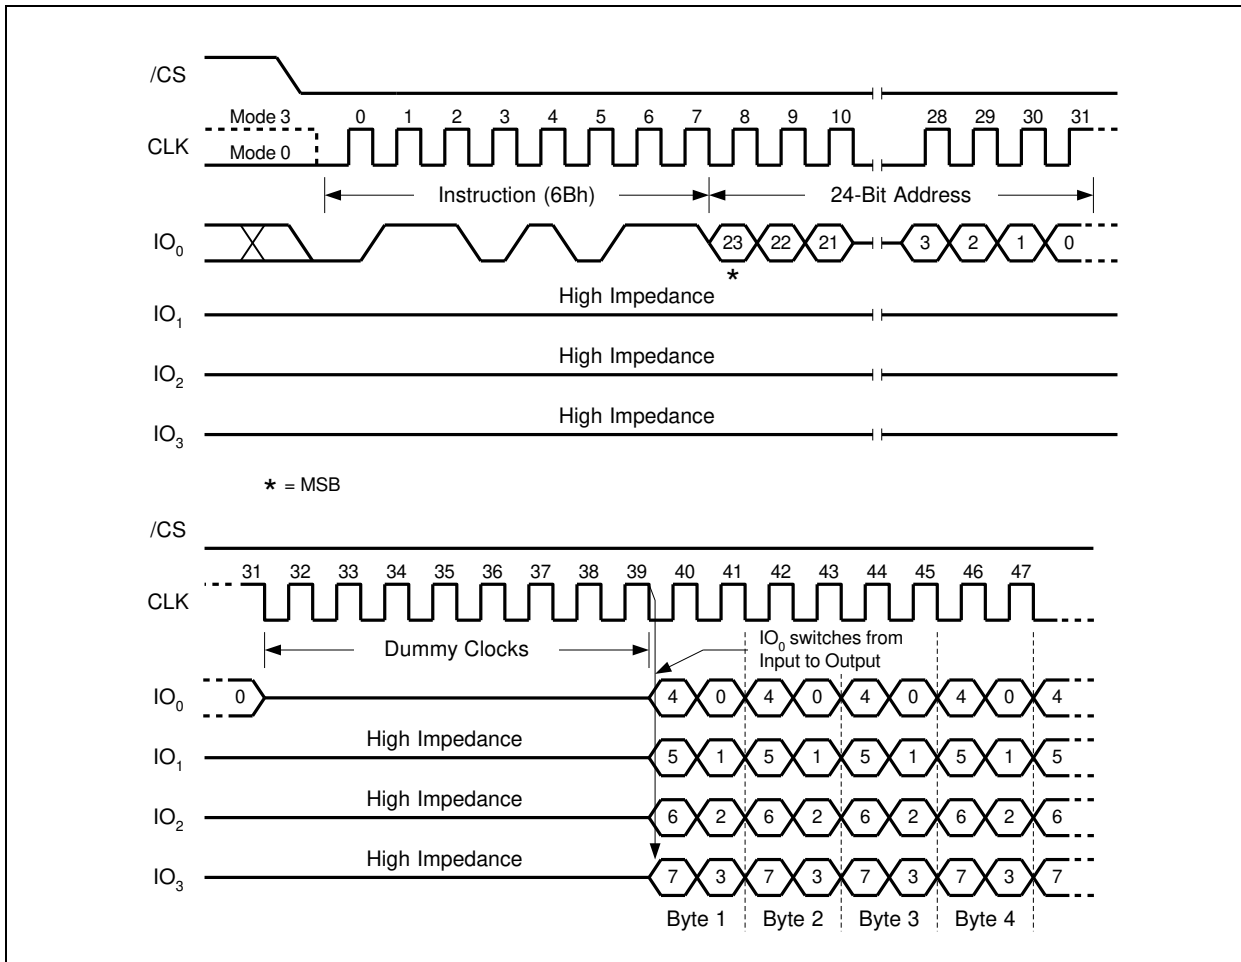 /CS
Mode 3 0 1 2 3 4 5 6 7 8 9 10 28 29 30 31
CLK
Mode 0
Instruction (6Bh) 24-Bit Address
IO0 23 22 21 3 2 1 0
*
High Impedance
IO1
High Impedance
IO2
High Impedance
IO3
* = MSB
/CS
31 32 33 34 35 36 37 38 39 40 41 42 43 44 45 46 47
CLK
IO0 switches from
Dummy Clocks
Input to Output
IO0 0 4 0 4 0 4 0 4 0 4
High Impedance
IO1 5 1 5 1 5 1 5 1 5
High Impedance
IO2 6 2 6 2 6 2 6 2 6
High Impedance
IO3 7 3 7 3 7 3 7 3 7
Byte 1 Byte 2 Byte 3 Byte 4